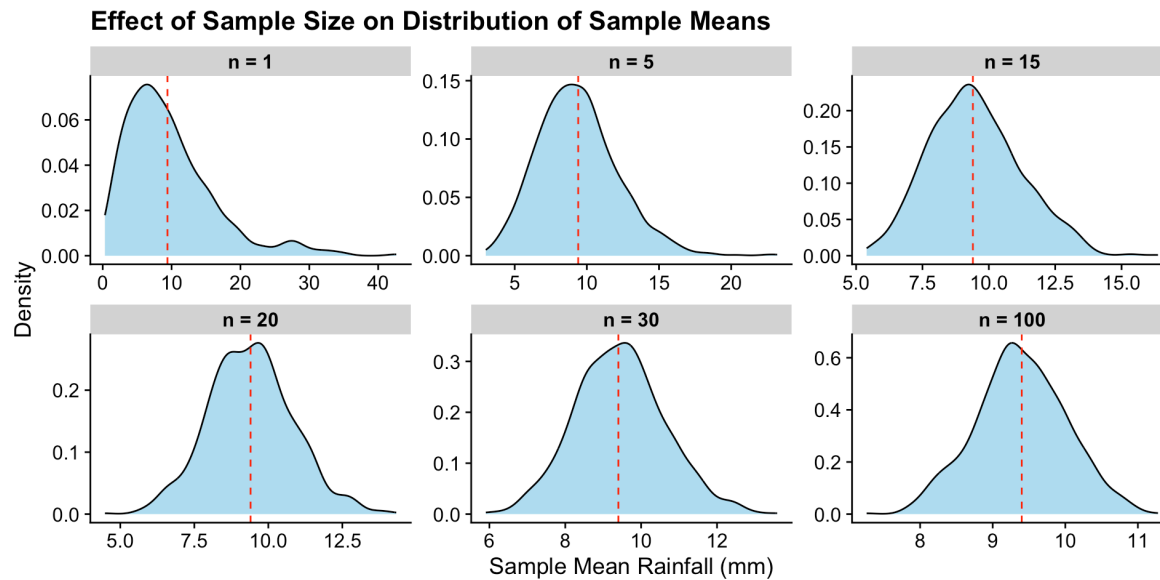 Effect of Sample Size on Distribution of Sample Means
n = 1
n = 5
n = 15
0.06
0.04
0.02
0.00
0 10 20 30 40
0.15
0.10
0.05
0.00
5 10 15 20
0.20
0.15
0.10
0.05
0.00
5.0 7.5 10.0 12.5 15.0
Density
n = 20
n = 30
n = 100
0.2
0.1
0.0
5.0 7.5 10.0 12.5
0.3
0.2
0.1
0.0
6 8 10 12
0.6
0.4
0.2
0.0
8 9 10 11
Sample Mean Rainfall (mm)